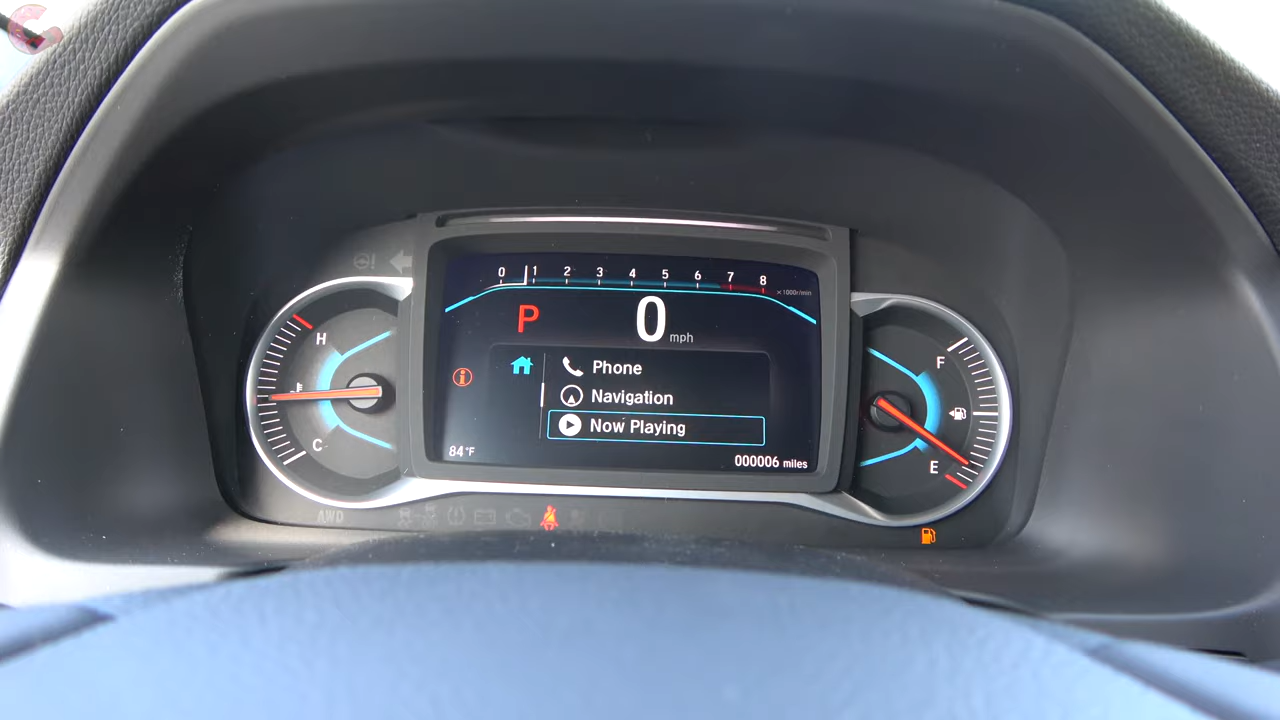 0 1 2 3 4 5 6 7 8
×1000r/min
P 0 mph
H
C
Phone
Navigation
Now Playing
84°F
000006 miles
F
E
AWD